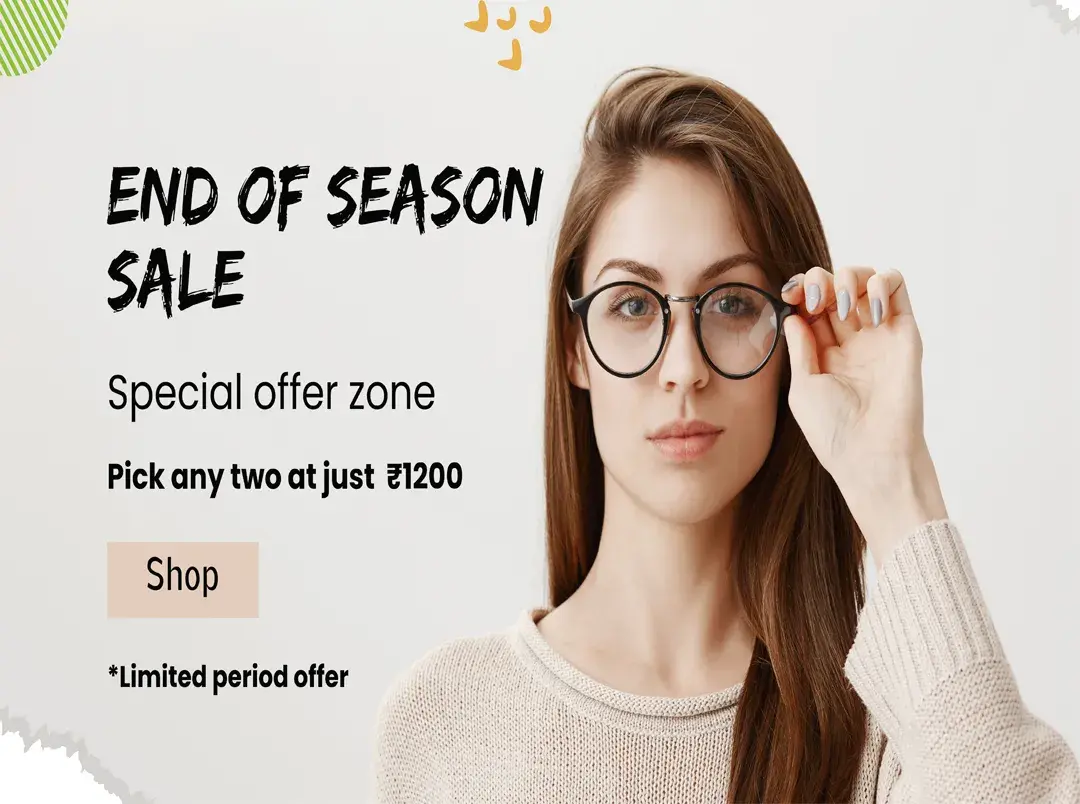 END OF SEASON
SALE
Special offer zone
Pick any two at just ₹1200
Shop
*Limited period offer